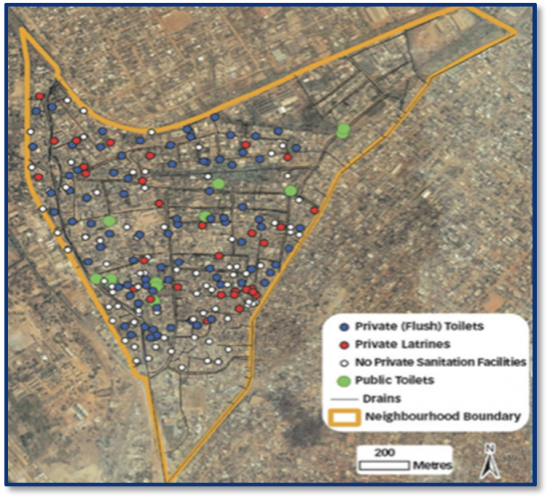 Private (Flush) Toilets
Private Latrines
No Private Sanitation Facilities
Public Toilets
Drains
Neighbourhood Boundary
200
Metres
N